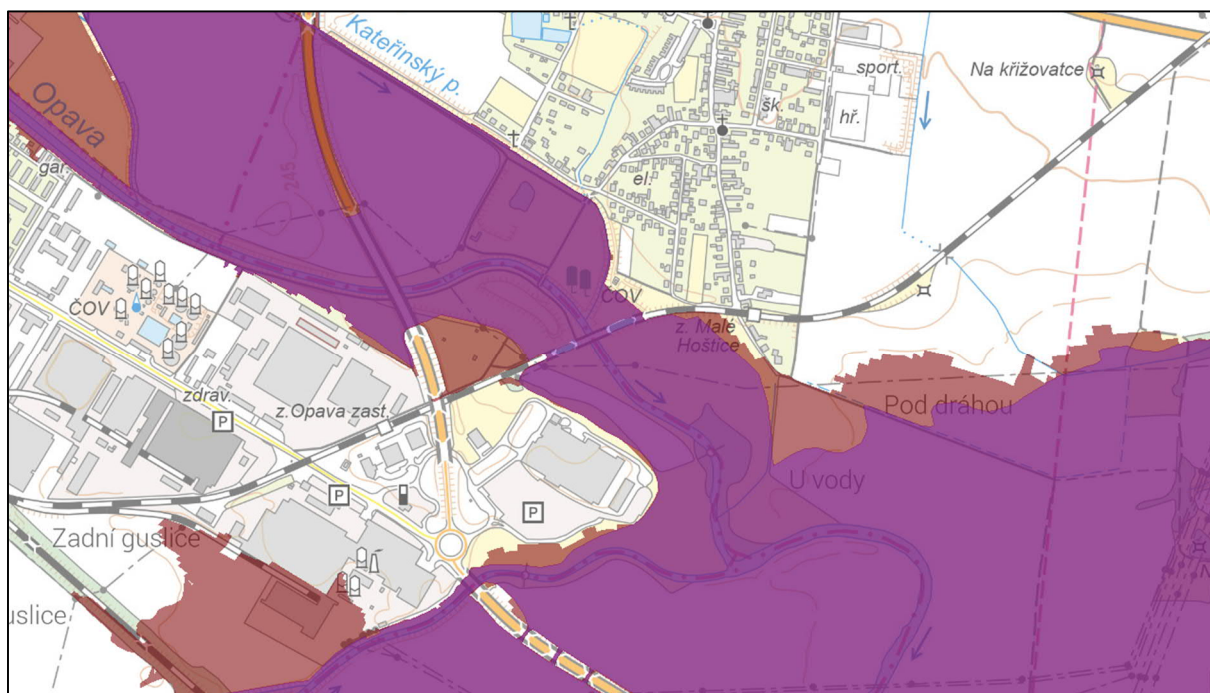 Kateřinský p.
Opava
245
gar.
sport.
Na křižovatce
šk.
hř.
el.
ČOV
ČOV
z. Malé
Hoštice
zdrav.
P
z.Opava zast.
Pod dráhou
U vody
P
P
Zadní guslice
uslice
N